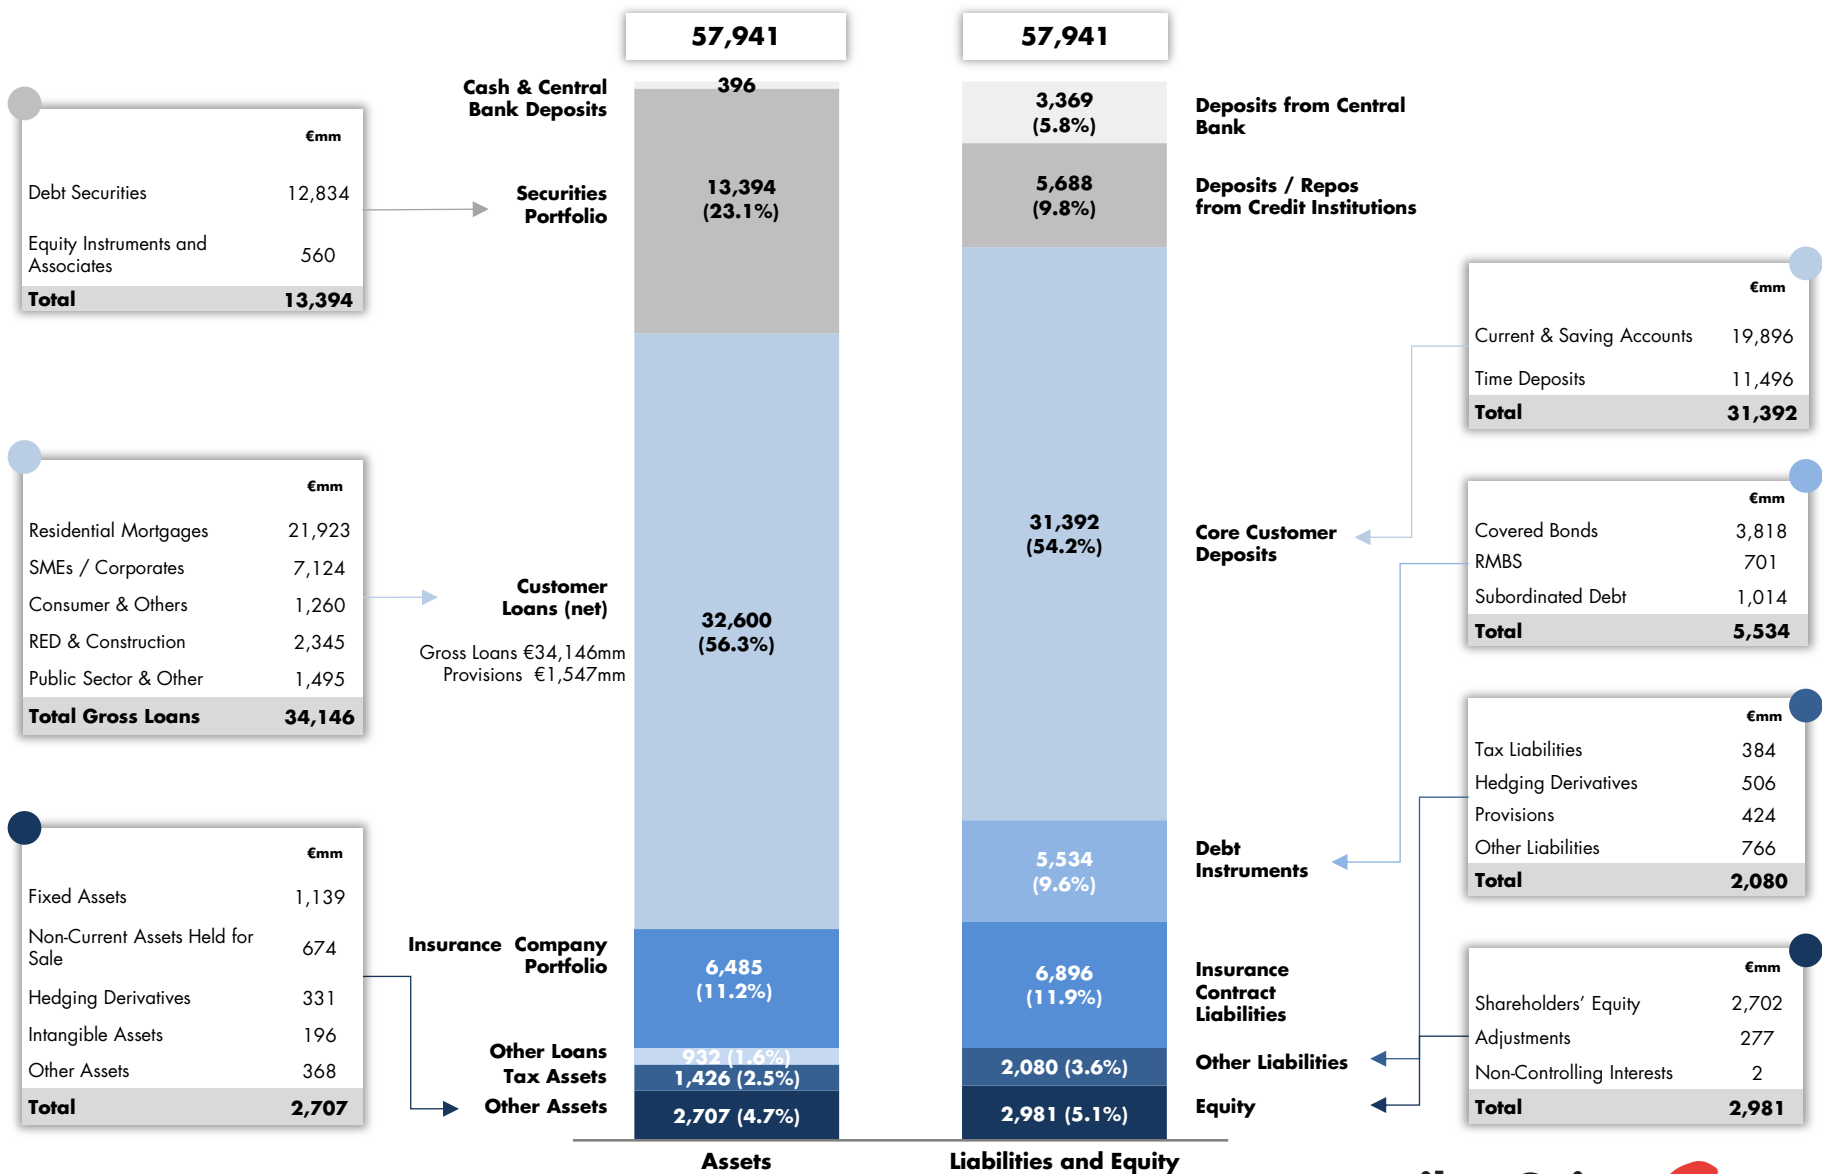 57,941
57,941
Cash & Central
Bank Deposits
396
3,369
(5.8%)
Deposits from Central
Bank
€mm
Debt Securities 12,834
Equity Instruments and
Associates 560
Total 13,394
Securities
Portfolio
13,394
(23.1%)
5,688
(9.8%)
Deposits / Repos
from Credit Institutions
€mm
Current & Saving Accounts 19,896
Time Deposits 11,496
Total 31,392
€mm
Residential Mortgages 21,923
SMEs / Corporates 7,124
Consumer & Others 1,260
RED & Construction 2,345
Public Sector & Other 1,495
Total Gross Loans 34,146
Customer
Loans (net)
Gross Loans €34,146mm
Provisions €1,547mm
32,600
(56.3%)
31,392
(54.2%)
Core Customer
Deposits
€mm
Covered Bonds 3,818
RMBS 701
Subordinated Debt 1,014
Total 5,534
5,534
(9.6%)
Debt
Instruments
€mm
Tax Liabilities 384
Hedging Derivatives 506
Provisions 424
Other Liabilities 766
Total 2,080
€mm
Fixed Assets 1,139
Non-Current Assets Held for
Sale 674
Hedging Derivatives 331
Intangible Assets 196
Other Assets 368
Total 2,707
Insurance Company
Portfolio
6,485
(11.2%)
6,896
(11.9%)
Insurance
Contract
Liabilities
€mm
Shareholders' Equity 2,702
Adjustments 277
Non-Controlling Interests 2
Total 2,981
Other Loans
932 (1.6%)
Tax Assets
1,426 (2.5%)
Other Assets
2,707 (4.7%)
2,080 (3.6%)
Other Liabilities
2,981 (5.1%)
Equity
Assets
Liabilities and Equity